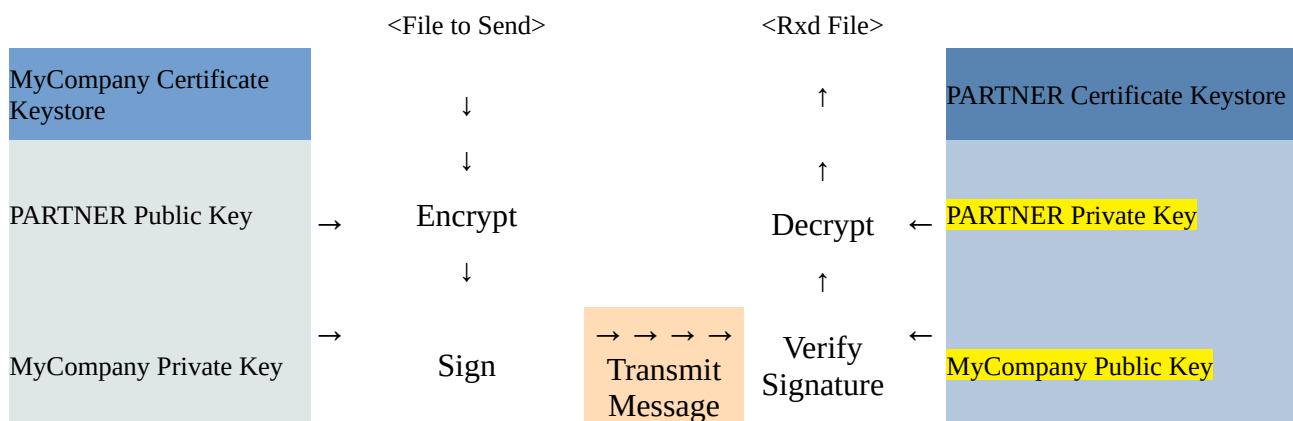 <File to Send>
<Rxd File>
MyCompany Certificate
Keystore
↓
↑
PARTNER Certificate Keystore
↓
↑
PARTNER Public Key
→
Encrypt
Decrypt
←
PARTNER Private Key
↓
↑
→
→ → → →
←
MyCompany Private Key
Sign
Transmit
Message
Verify
Signature
MyCompany Public Key